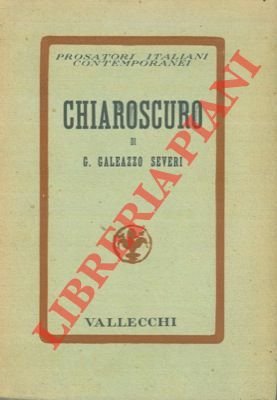 PROSATORI ITALIANI
CONTEMPORANEI
CHIAROSCURO
DI
G. GALEAZZO SEVERI
VALLECCHI
LIBRERIA PIANI